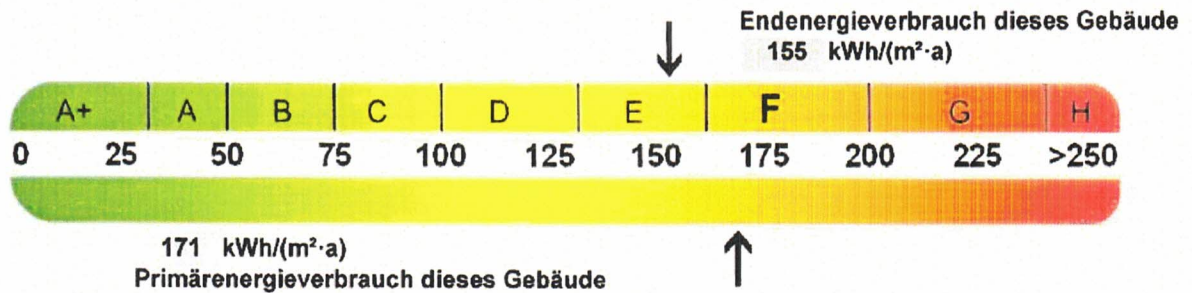 Endenergieverbrauch dieses Gebäude
155 kWh/(m²·a)
A+ A B C D E F G H
0 25 50 75 100 125 150 175 200 225 >250
171 kWh/(m²·a)
Primärenergieverbrauch dieses Gebäude